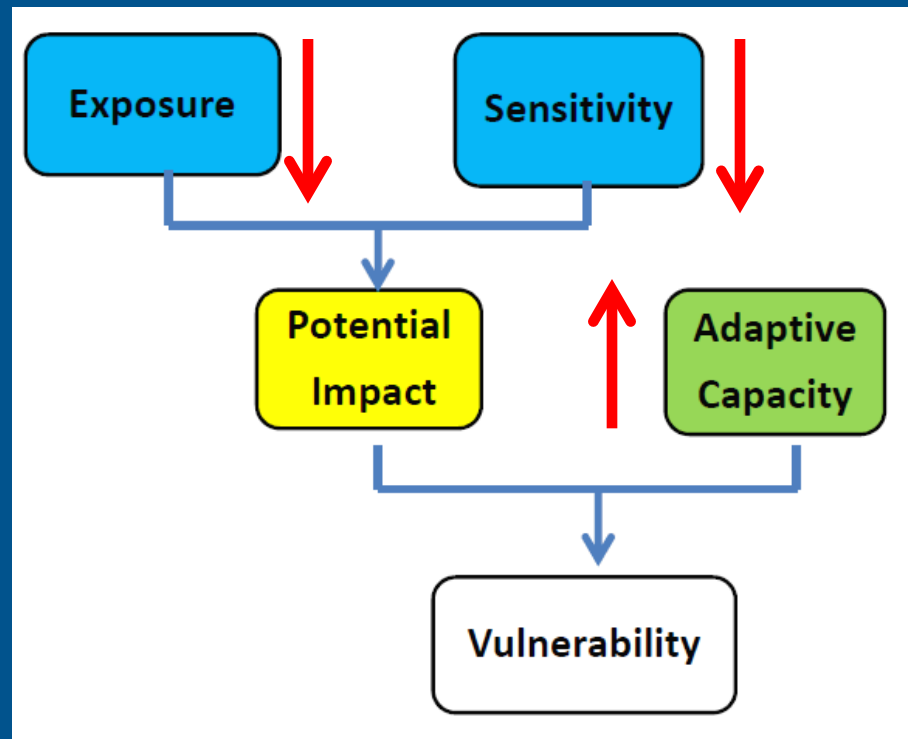 Exposure
Sensitivity
Potential
Impact
Adaptive
Capacity
Vulnerability